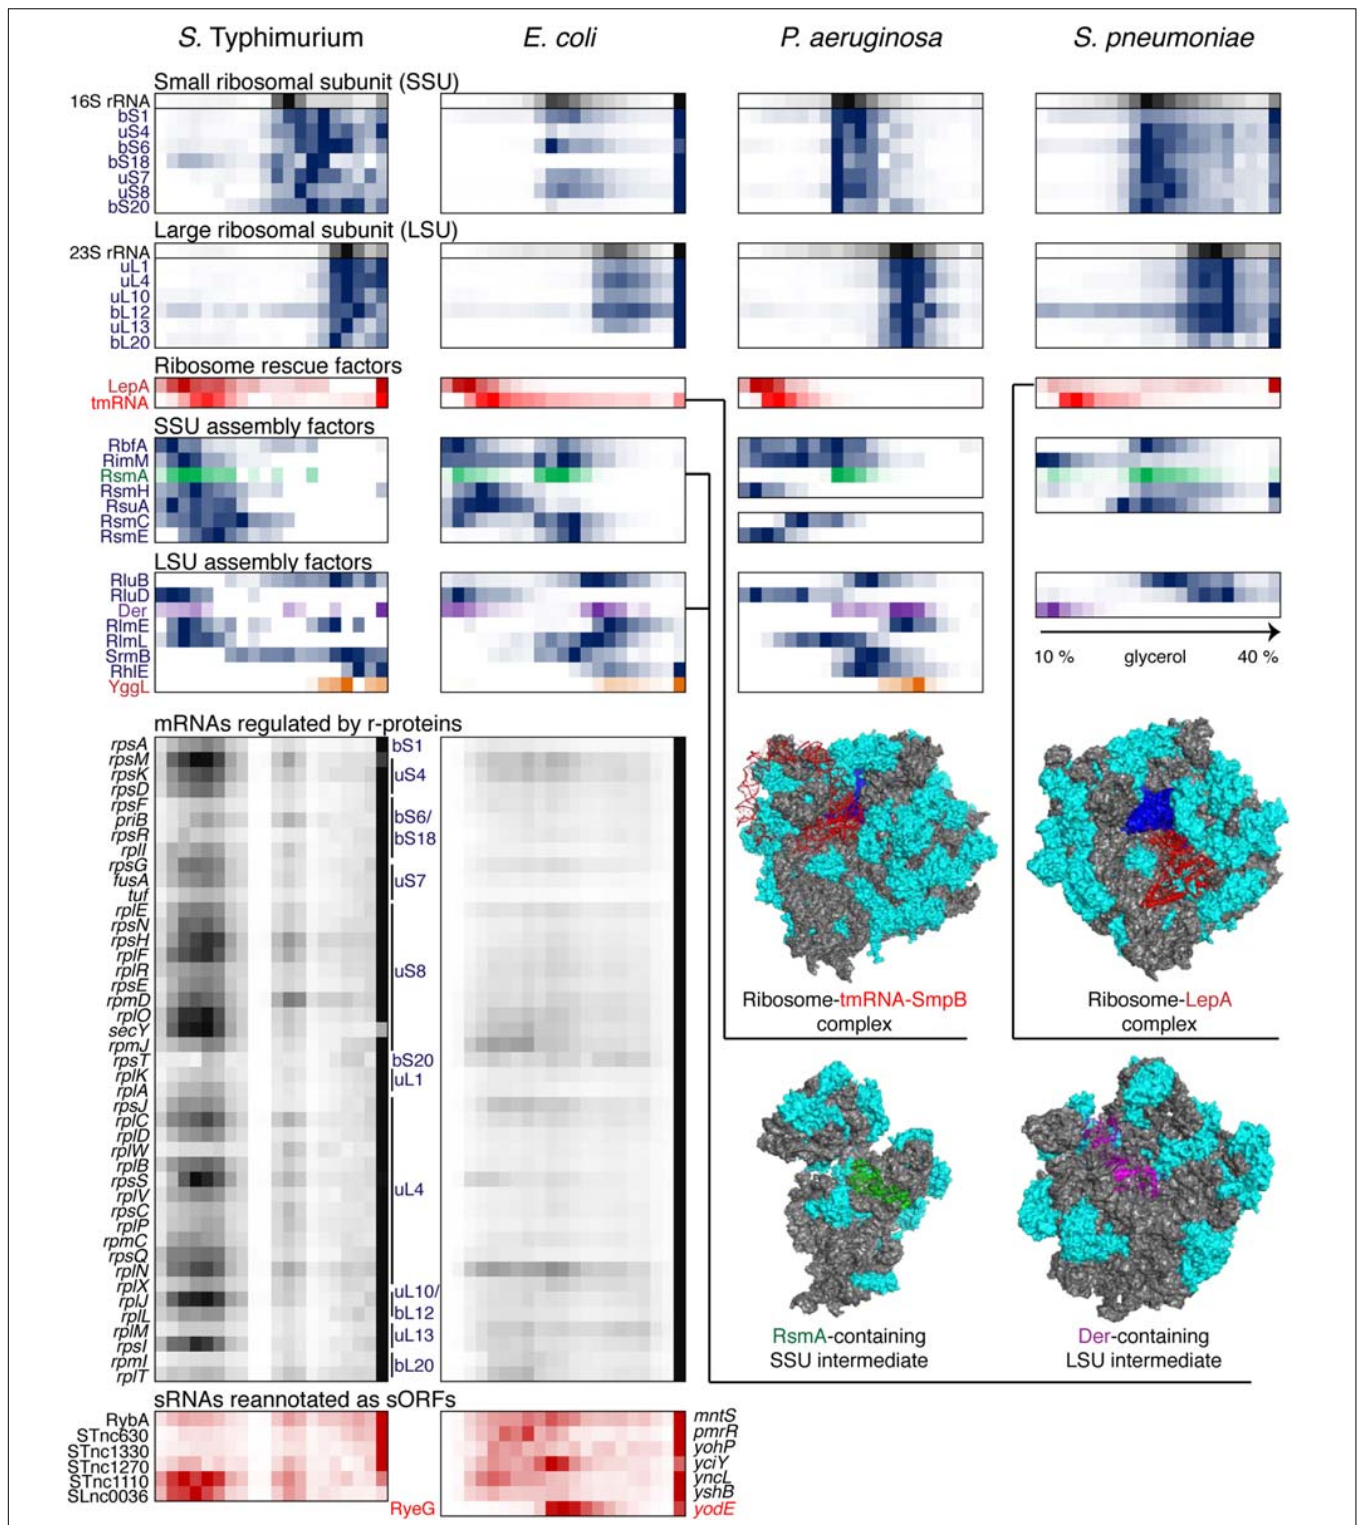 S. Typhimurium
E. coli
P. aeruginosa
S. pneumoniae
Small ribosomal subunit (SSU)
16S rRNA
bS1
uS4
bS6
bS18
uS7
uS8
bS20
Large ribosomal subunit (LSU)
23S rRNA
uL1
uL4
uL10
bL12
uL13
bL20
Ribosome rescue factors
LepA
tmRNA
SSU assembly factors
RbfA
RimM
RsmA
RsmH
RsuA
RsmC
RsmE
LSU assembly factors
RluB
RluD
Der
RlmE
RlmL
SrmB
RhlE
YggL
10 %
glycerol
40 %
mRNAs regulated by r-proteins
rpsA
rpsM
rpsK
rpsD
rpsF
priB
rpsR
rplI
rpsG
fusA
tuf
rplE
rpsN
rpsH
rplF
rplR
rpsE
rpmD
rplO
secY
rpmJ
rpsT
rplK
rplA
rpsJ
rplC
rplD
rplW
rplB
rpsS
rplV
rpsC
rplP
rpmC
rpsQ
rplN
rplX
rplJ
rplL
rplM
rpsI
rpmI
rplT
bS1
uS4
bS6/
bS18
uS7
uS8
bS20
uL1
uL4
uL10/
bL12
uL13
bL20
Ribosome-tmRNA-SmpB
complex
Ribosome-LepA
complex
RsmA-containing
SSU intermediate
Der-containing
LSU intermediate
sRNAs reannotated as sORFs
RybA
STnc630
STnc1330
STnc1270
STnc1110
SLnc0036
RyeG
mntS
pmrR
yohP
yciY
yncL
yshB
yodE